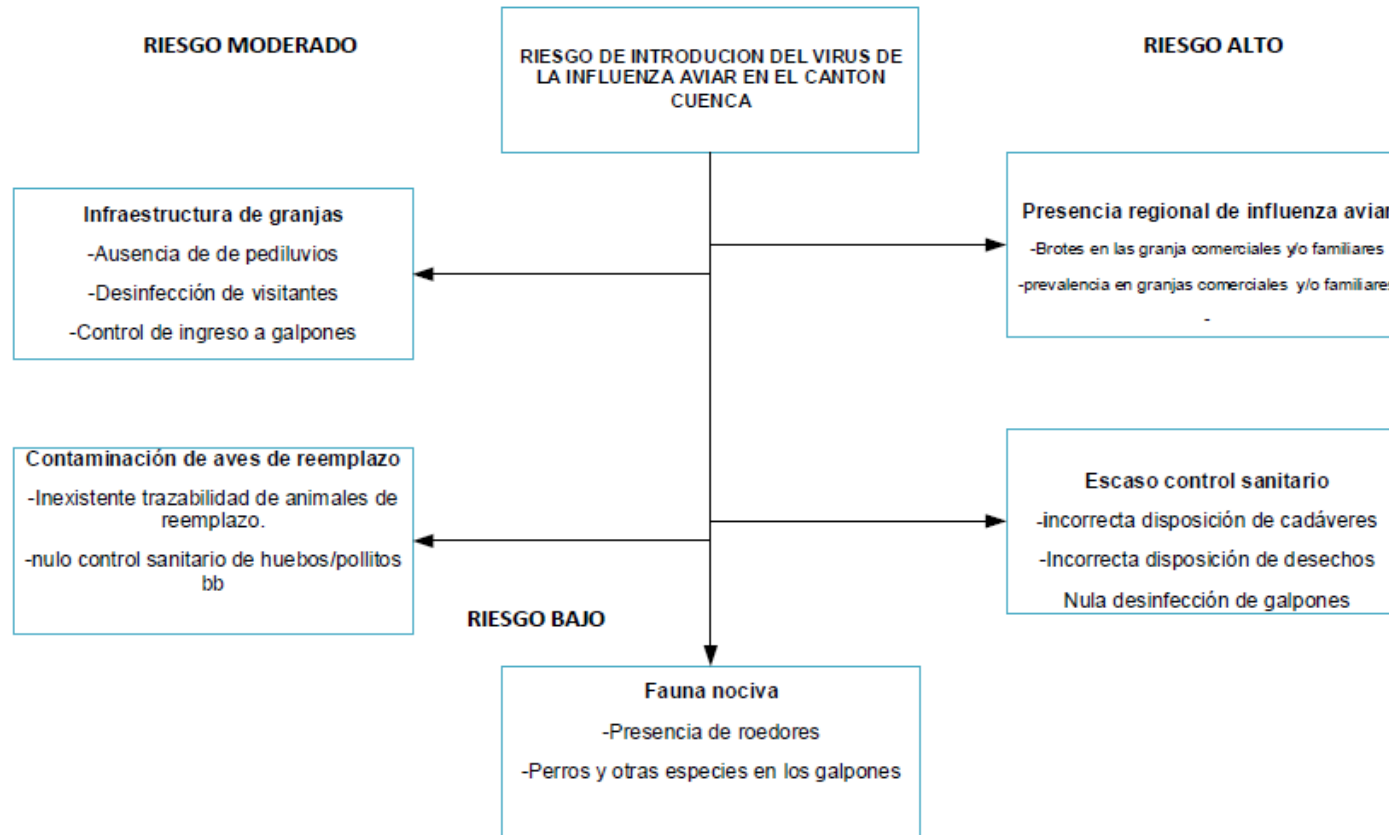 RIESGO MODERADO
RIESGO DE INTRODUCION DEL VIRUS DE
LA INFLUENZA AVIAR EN EL CANTON
CUENCA
RIESGO ALTO
Infraestructura de granjas
-Ausencia de de pediluvios
-Desinfección de visitantes
-Control de ingreso a galpones
Presencia regional de influenza aviar
-Brotes en las granja comerciales y/o familiares
-prevalencia en granjas comerciales y/o familiares
-
Contaminación de aves de reemplazo
-Inexistente trazabilidad de animales de
reemplazo.
-nulo control sanitario de huebos/pollitos
bb
Escaso control sanitario
-incorrecta disposición de cadáveres
-Incorrecta disposición de desechos
Nula desinfección de galpones
RIESGO BAJO
Fauna nociva
-Presencia de roedores
-Perros y otras especies en los galpones